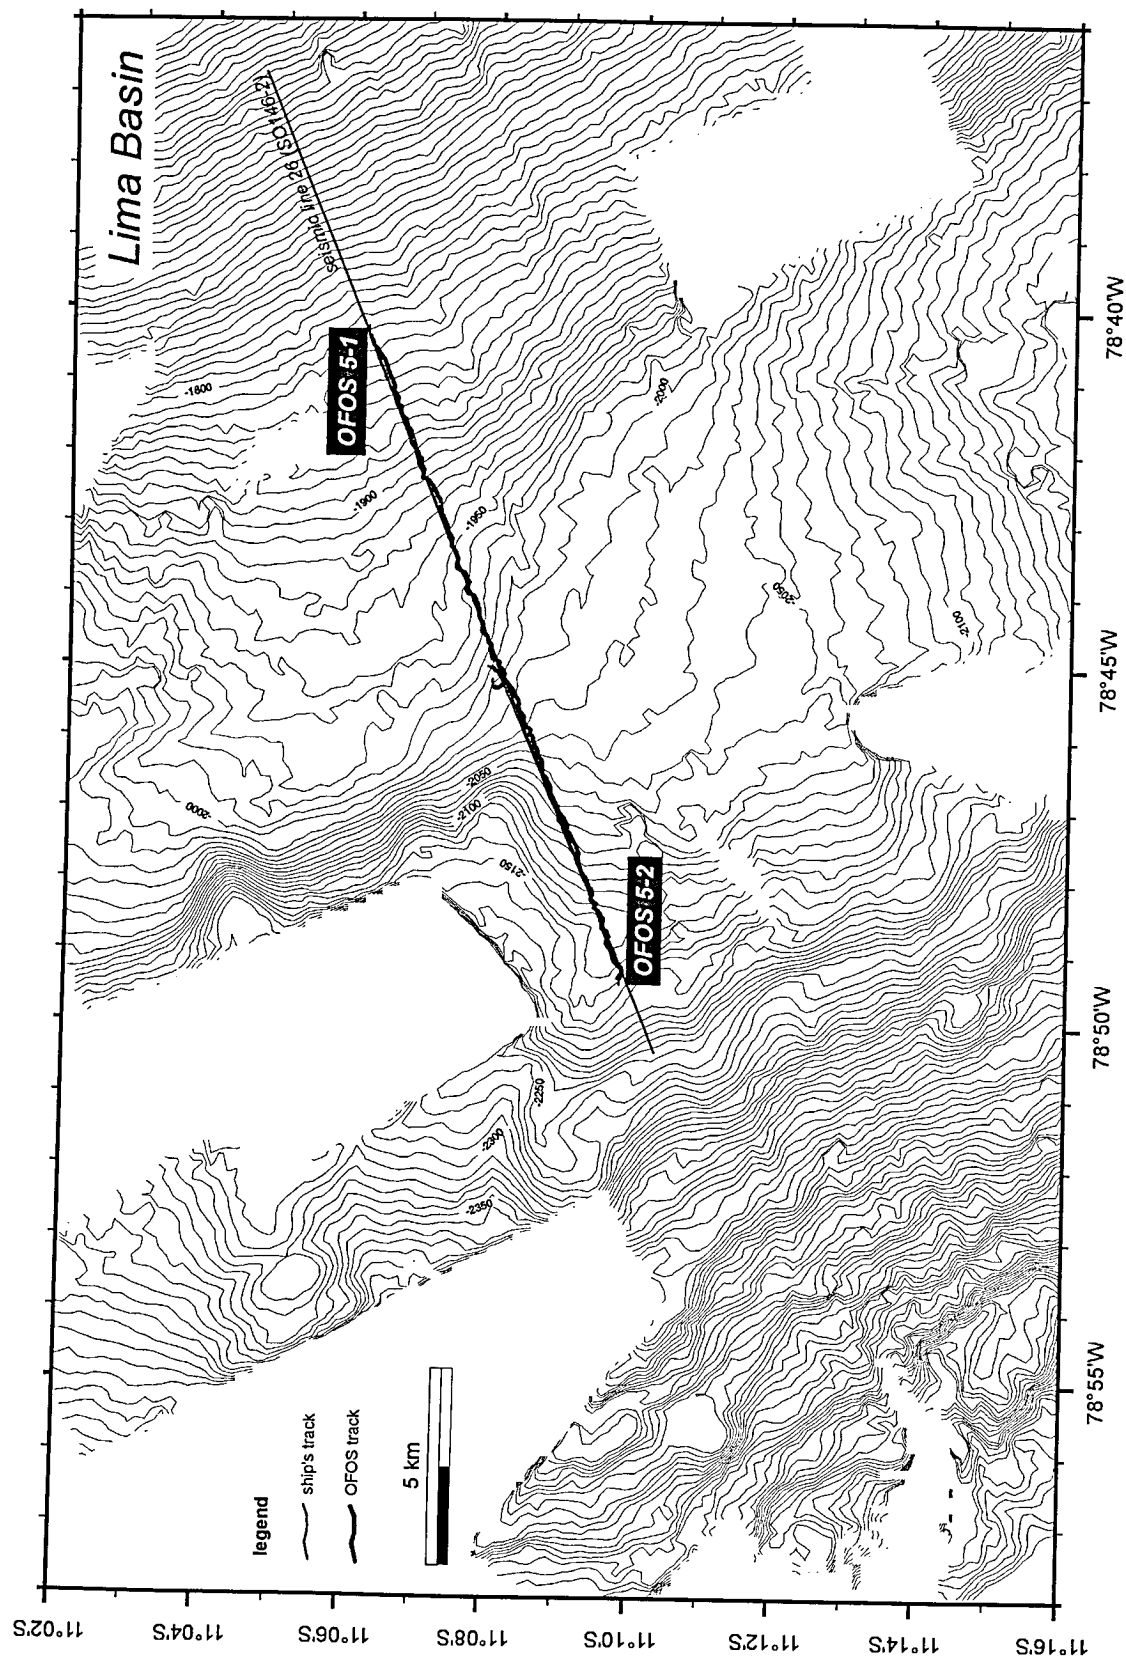 Lima Basin
seismic line 26 (SO146-2)
OFOS 5-1
OFOS 5-2
-1800
-1900
-1950
-2000
-2000
-2050
-2050
-2100
-2100
-2150
-2250
-2300
-2350
legend
ship's track
OFOS track
5 km
78°55'W
78°50'W
78°45'W
78°40'W
11°02'S
11°04'S
11°06'S
11°08'S
11°10'S
11°12'S
11°14'S
11°16'S